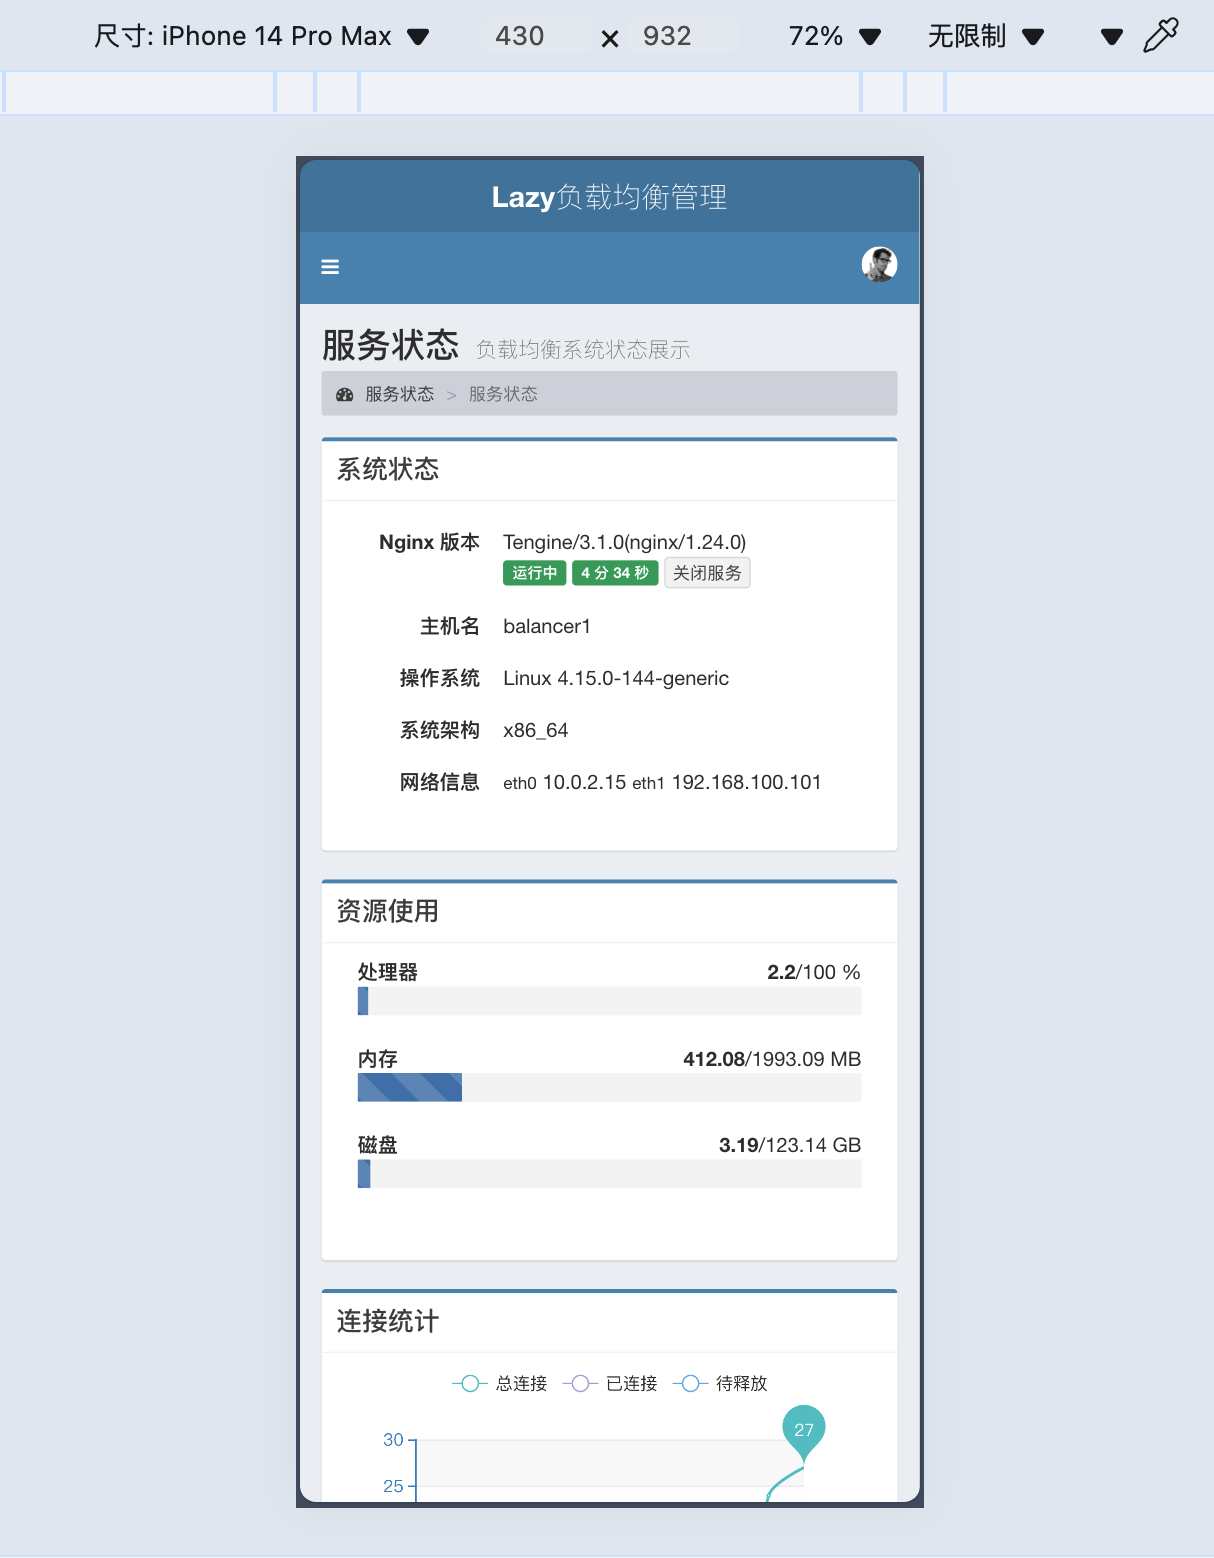 尺寸: iPhone 14 Pro Max 430 × 932 72% 无限制
Lazy负载均衡管理
服务状态 负载均衡系统状态展示
服务状态 > 服务状态
系统状态
Nginx 版本 Tengine/3.1.0(nginx/1.24.0)
运行中 4 分 34 秒 关闭服务
主机名 balancer1
操作系统 Linux 4.15.0-144-generic
系统架构 x86_64
网络信息 eth0 10.0.2.15 eth1 192.168.100.101
资源使用
处理器 2.2/100 %
内存 412.08/1993.09 MB
磁盘 3.19/123.14 GB
连接统计
总连接 已连接 待释放
27
30
25